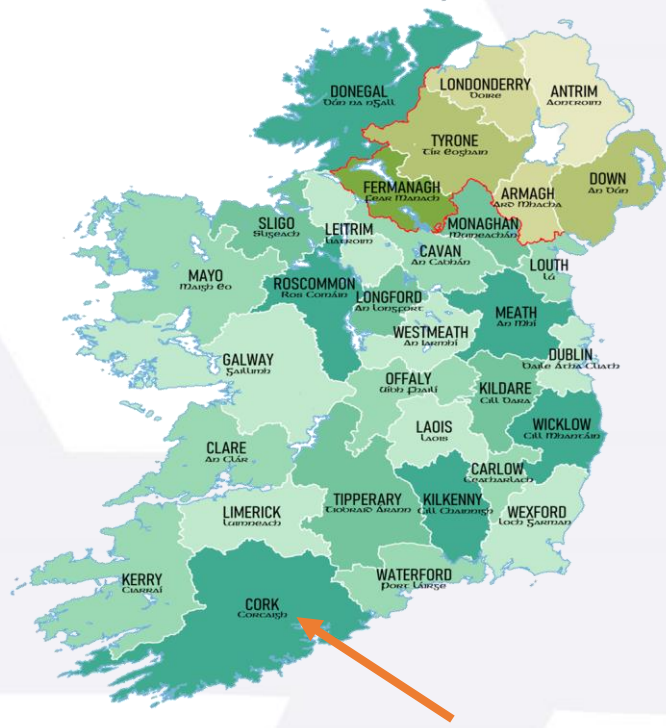 DONEGAL
Dún na nGall
LONDONDERRY
Doire
ANTRIM
Aontroim
TYRONE
Tír Eoghain
FERMANAGH
Fear Manach
ARMAGH
Ard Mhacha
DOWN
An Dún
MONAGHAN
Muineachán
SLIGO
Sligeach
LEITRIM
Liatroim
CAVAN
An Cabhán
LOUTH
Lú
MAYO
Maigh Eo
ROSCOMMON
Ros Comáin
LONGFORD
An Longfort
MEATH
An Mhí
WESTMEATH
An Iarmhí
GALWAY
Gaillimh
DUBLIN
Baile Átha Cliath
OFFALY
Uíbh Fhailí
KILDARE
Cill Dara
LAOIS
Laois
WICKLOW
Cill Mhantáin
CLARE
An Clár
CARLOW
Ceatharlach
TIPPERARY
Tiobraid Árann
KILKENNY
Cill Chainnigh
LIMERICK
Luimneach
WEXFORD
Loch Garman
KERRY
Ciarraí
WATERFORD
Port Láirge
CORK
Corcaigh